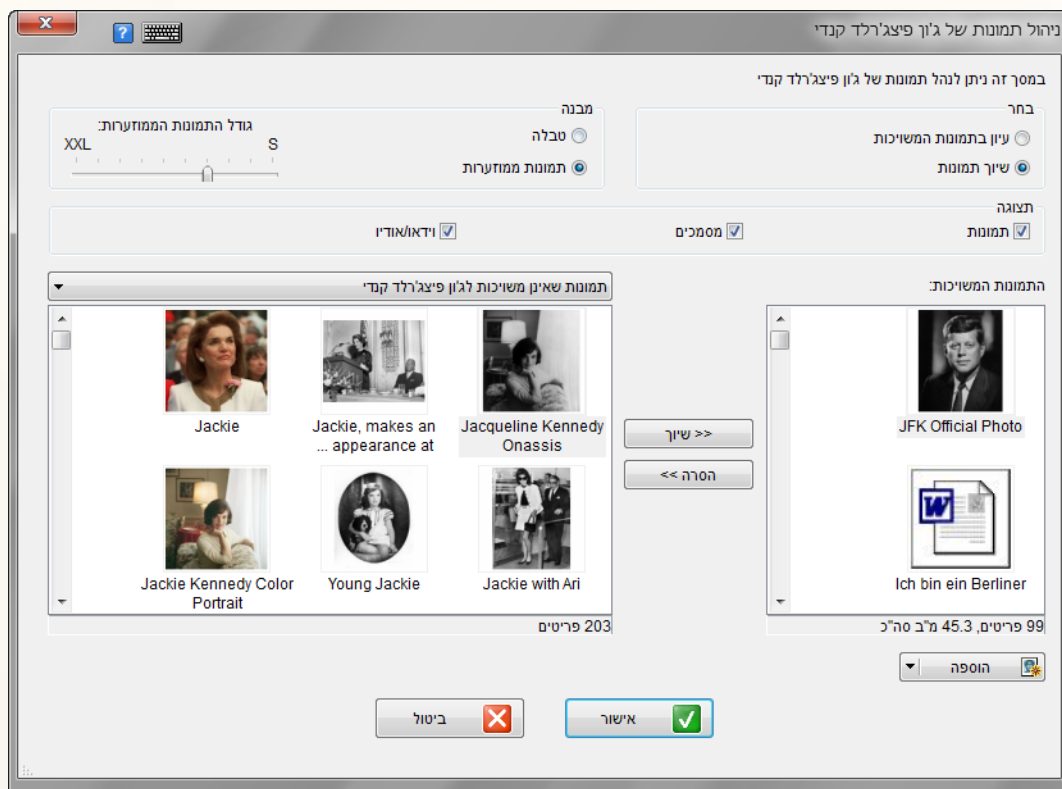 ניהול תמונות של ג'ון פיצג'רלד קנדי
במסך זה ניתן לנהל תמונות של ג'ון פיצג'רלד קנדי
בחר
עיון בתמונות המשויכות
שיוך תמונות
מבנה
טבלה
תמונות ממוזערות
גודל התמונות הממוזערות:
XXL S
תצוגה
תמונות
מסמכים
וידאו/אודיו
התמונות המשויכות:
JFK Official Photo
Ich bin ein Berliner
99 פריטים, 45.3 מ"ב סה"כ
הוספה
<< שיוך
הסרה >>
תמונות שאינן משויכות לג'ון פיצג'רלד קנדי
Jacqueline Kennedy
Onassis
Jackie, makes an
... appearance at
Jackie
Jackie with Ari
Young Jackie
Jackie Kennedy Color
Portrait
203 פריטים
אישור
ביטול